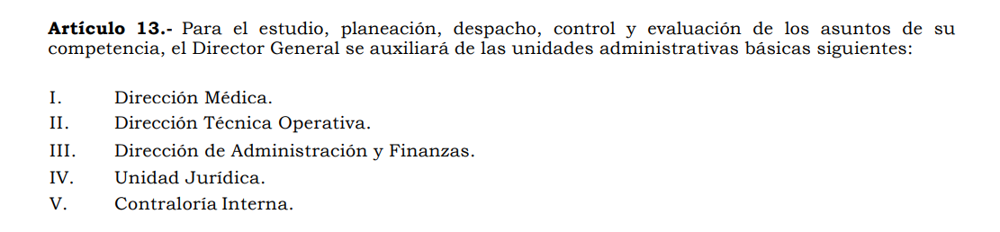 Artículo 13.- Para el estudio, planeación, despacho, control y evaluación de los asuntos de su
competencia, el Director General se auxiliará de las unidades administrativas básicas siguientes:
I. Dirección Médica.
II. Dirección Técnica Operativa.
III. Dirección de Administración y Finanzas.
IV. Unidad Jurídica.
V. Contraloría Interna.